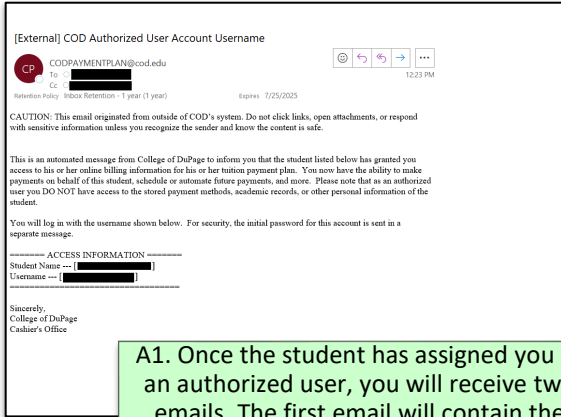 [External] COD Authorized User Account Username
CP
CODPAYMENTPLAN@cod.edu
To
Cc
12:23 PM
Retention Policy Inbox Retention - 1 year (1 year) Expires 7/25/2025
CAUTION: This email originated from outside of COD's system. Do not click links, open attachments, or respond
with sensitive information unless you recognize the sender and know the content is safe.
This is an automated message from College of DuPage to inform you that the student listed below has granted you
access to his or her online billing information for his or her tuition payment plan. You now have the ability to make
payments on behalf of this student, schedule or automate future payments, and more. Please note that as an authorized
user you DO NOT have access to the stored payment methods, academic records, or other personal information of the
student.
You will log in with the username shown below. For security, the initial password for this account is sent in a
separate message.
======= ACCESS INFORMATION =======
Student Name --- [ ]
Username --- [ ]
==================================
Sincerely,
College of DuPage
Cashier's Office
A1. Once the student has assigned you
an authorized user, you will receive tw
emails. The first email will contain the